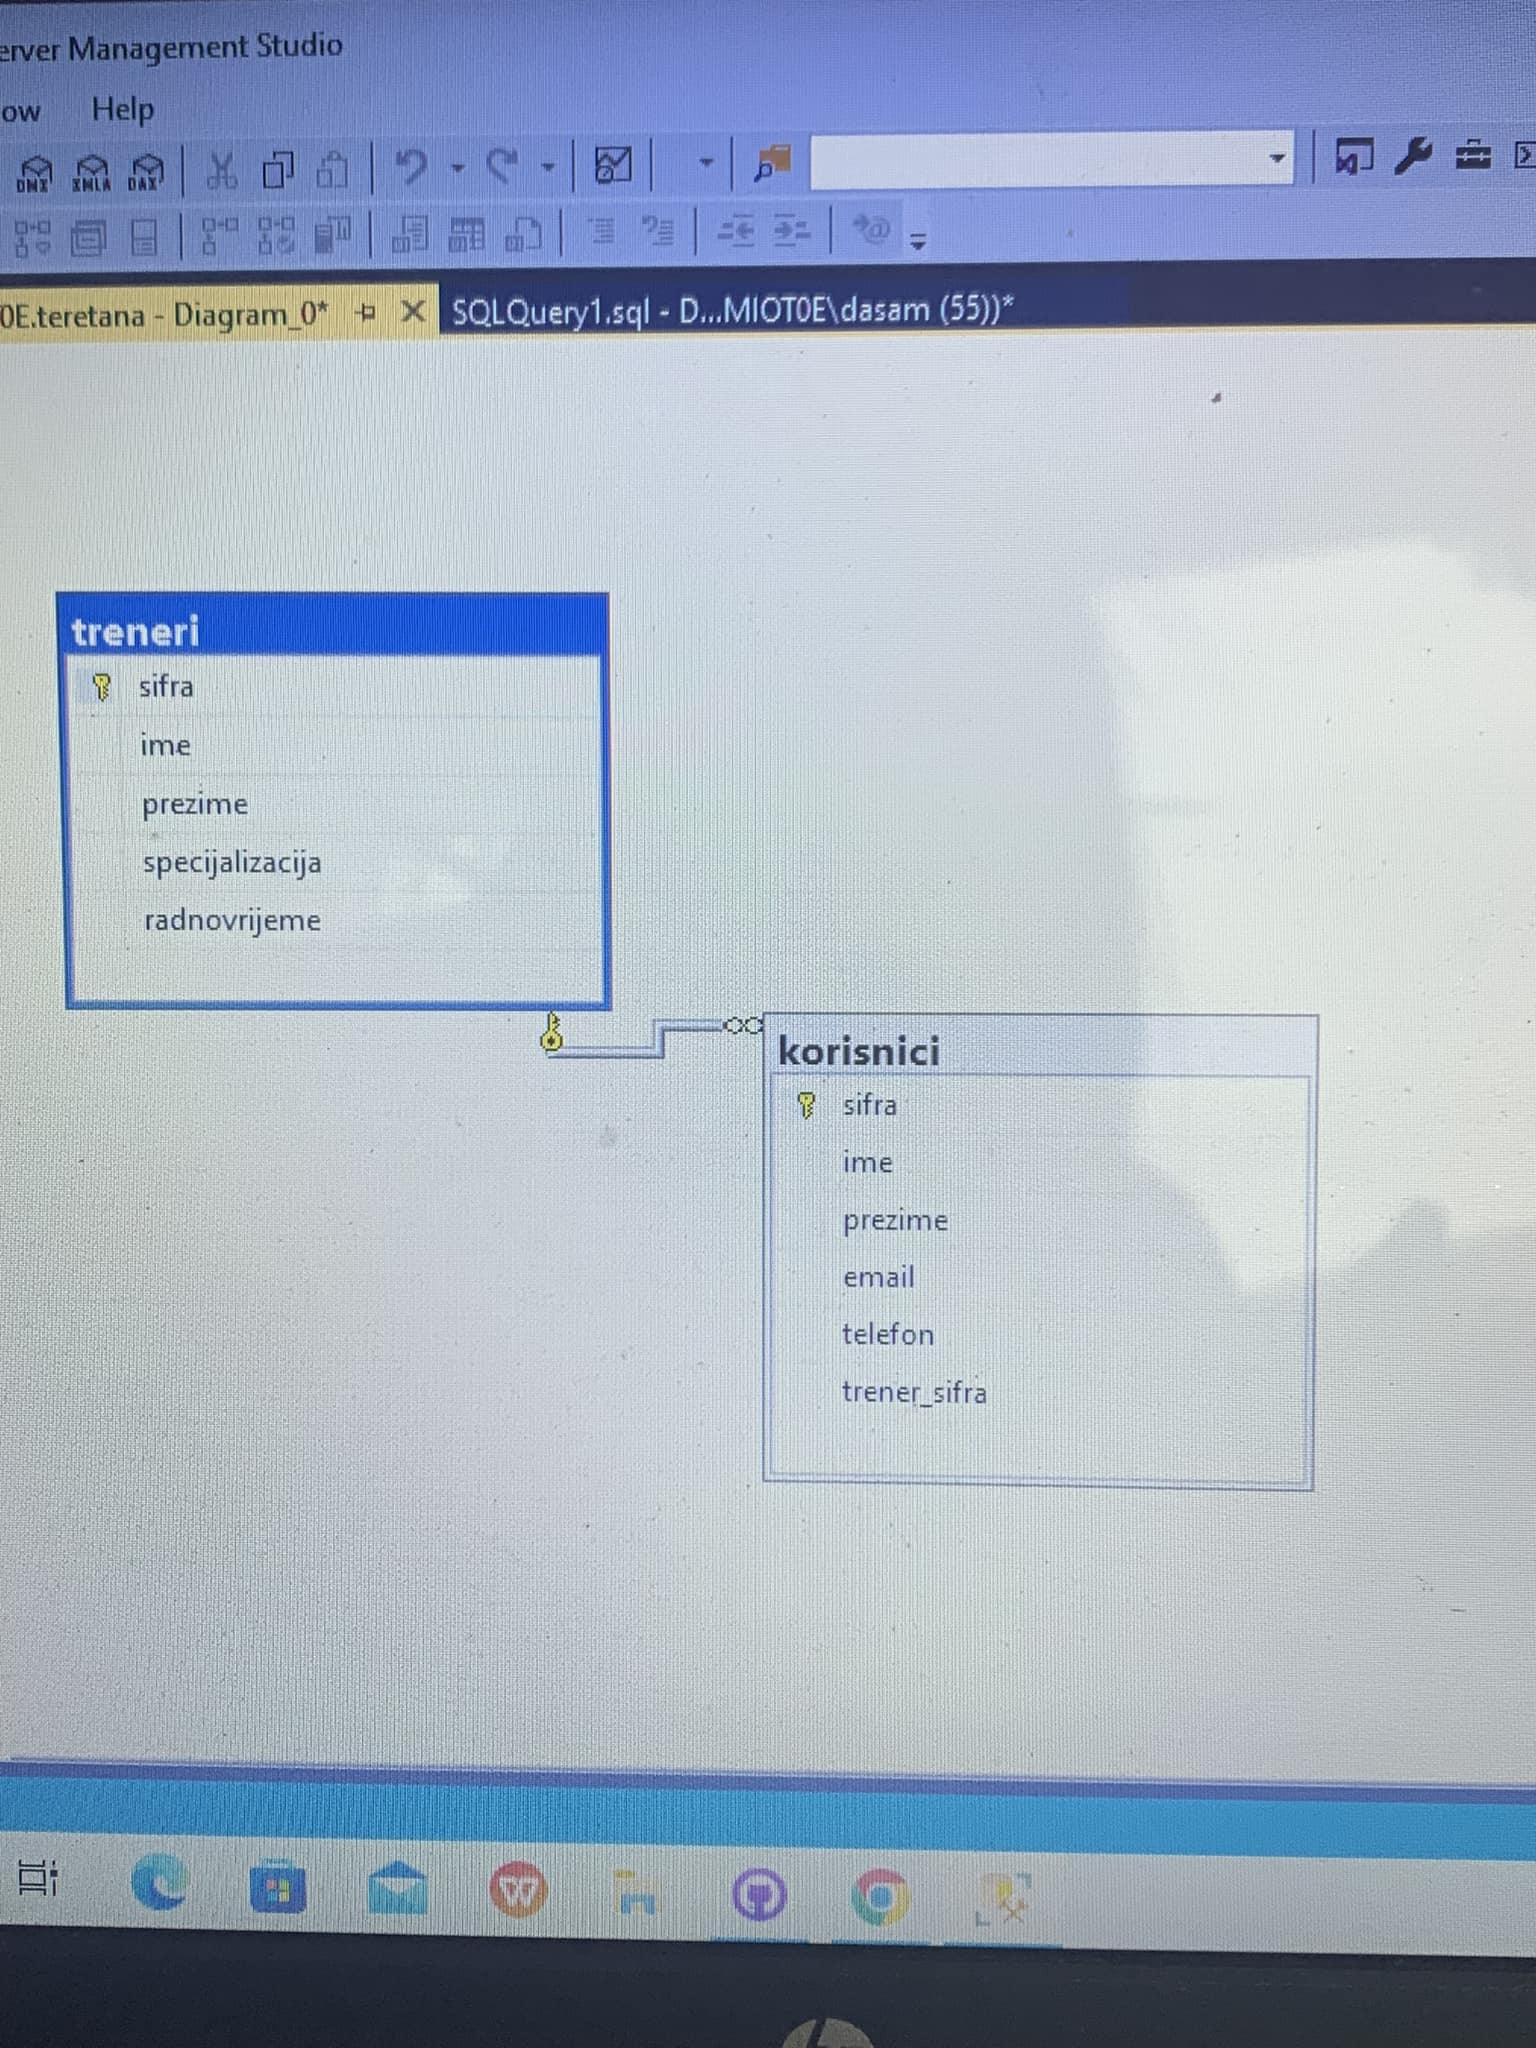 erver Management Studio
ow Help
DMX XMLA DAX
0E.teretana - Diagram_0* SQLQuery1.sql - D...MIOT0E\dasam (55))*
treneri
sifra
ime
prezime
specijalizacija
radnovrijeme
korisnici
sifra
ime
prezime
email
telefon
trener_sifra